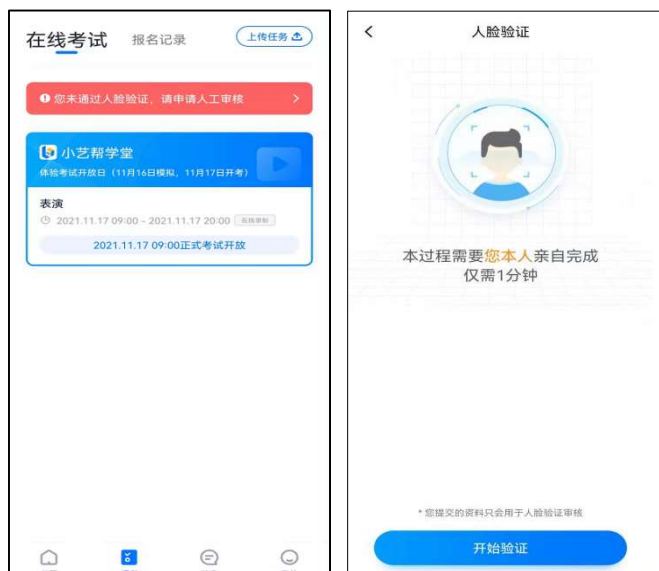 在线考试
报名记录
上传任务
您未通过人脸验证，请申请人工审核
小艺帮学堂
体验考试开放日（11月16日模拟，11月17日开考）
表演
2021.11.17 09:00 ~ 2021.11.17 20:00
2021.11.17 09:00正式考试开放
人脸验证
本过程需要您本人亲自完成
仅需1分钟
* 您提交的资料只会用于人脸验证审核
开始验证